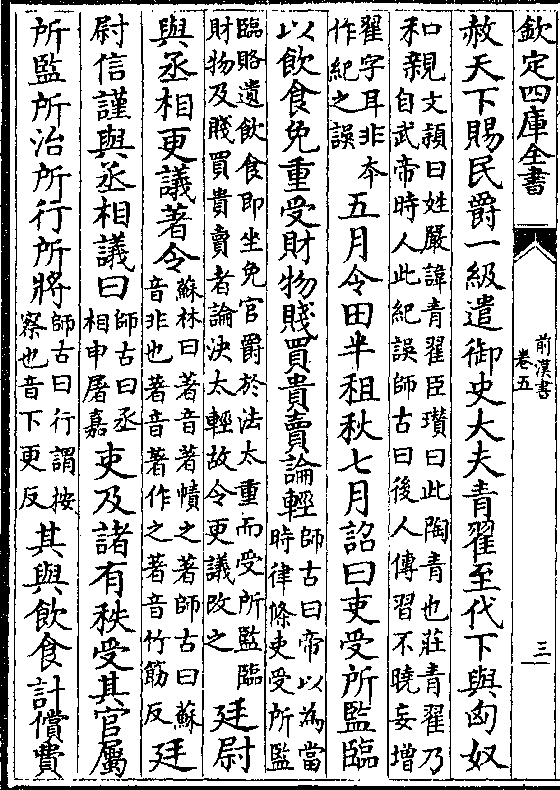 欽定四庫全書
前漢書
卷五
三
赦天下賜民爵一級遣御史大夫青翟至代下與匈奴
和親文頴曰姓嚴諱青翟臣瓚曰此陶青也莊青翟乃
自武帝時人此紀誤師古曰後人傳習不曉妄增
翟字耳非本
作紀之誤
五月令田半租秋七月詔曰吏受所監臨
以飲食免重受財物賤買貴賣論輕師古曰帝以為當
時律條吏受所監
臨賂遺飲食即坐免官爵於法太重而受所監臨
財物及賤買貴賣者論決太輕故令更議改之
廷尉
與丞相更議著令蘇林曰著音著幘之著師古曰蘇
音非也著音著作之著音竹筯反
廷
尉信謹與丞相議曰師古曰丞
相申屠嘉
吏及諸有秩受其官屬
所監所治所行所將師古曰行謂按
察也音下更反
其與飲食計償費